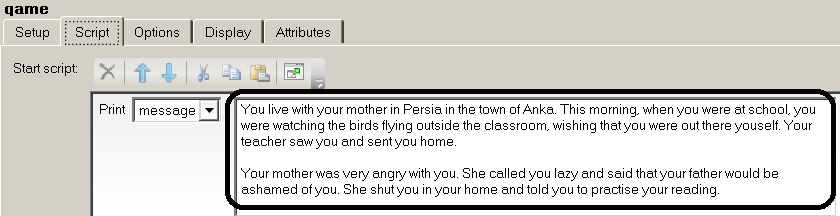 game
Setup Script Options Display Attributes
Start script:
Print message You live with your mother in Persia in the town of Anka. This morning, when you were at school, you
were watching the birds flying outside the classroom, wishing that you were out there youself. Your
teacher saw you and sent you home.
Your mother was very angry with you. She called you lazy and said that your father would be
ashamed of you. She shut you in your home and told you to practise your reading.